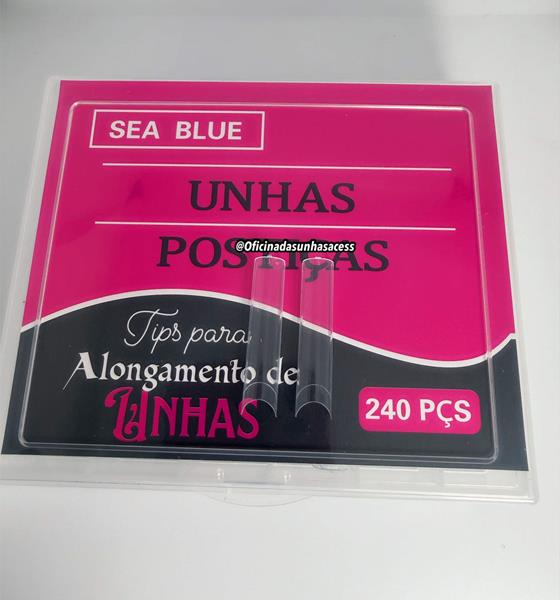 SEA BLUE
UNHAS
@Oficinadasunhasacess
POSTIÇAS
Tips para
Alongamento de
UNHAS
240 PÇS